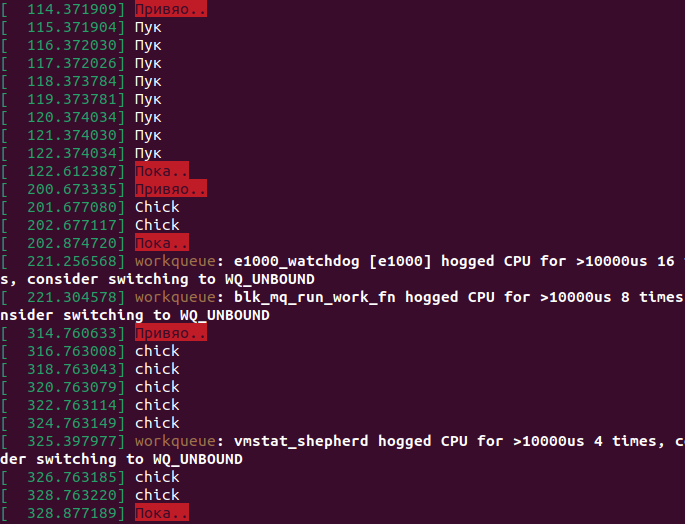 [  114.371909] Привяо..
[  115.371904] Пук
[  116.372030] Пук
[  117.372026] Пук
[  118.373784] Пук
[  119.373781] Пук
[  120.374034] Пук
[  121.374030] Пук
[  122.374034] Пук
[  122.612387] Пока..
[  200.673335] Привяо..
[  201.677080] Chick
[  202.677117] Chick
[  202.874720] Пока..
[  221.256568] workqueue: e1000_watchdog [e1000] hogged CPU for >10000us 16
s, consider switching to WQ_UNBOUND
[  221.304578] workqueue: blk_mq_run_work_fn hogged CPU for >10000us 8 times
nsider switching to WQ_UNBOUND
[  314.760633] Привяо..
[  316.763008] chick
[  318.763043] chick
[  320.763079] chick
[  322.763114] chick
[  324.763149] chick
[  325.397977] workqueue: vmstat_shepherd hogged CPU for >10000us 4 times, c
der switching to WQ_UNBOUND
[  326.763185] chick
[  328.763220] chick
[  328.877189] Пока..